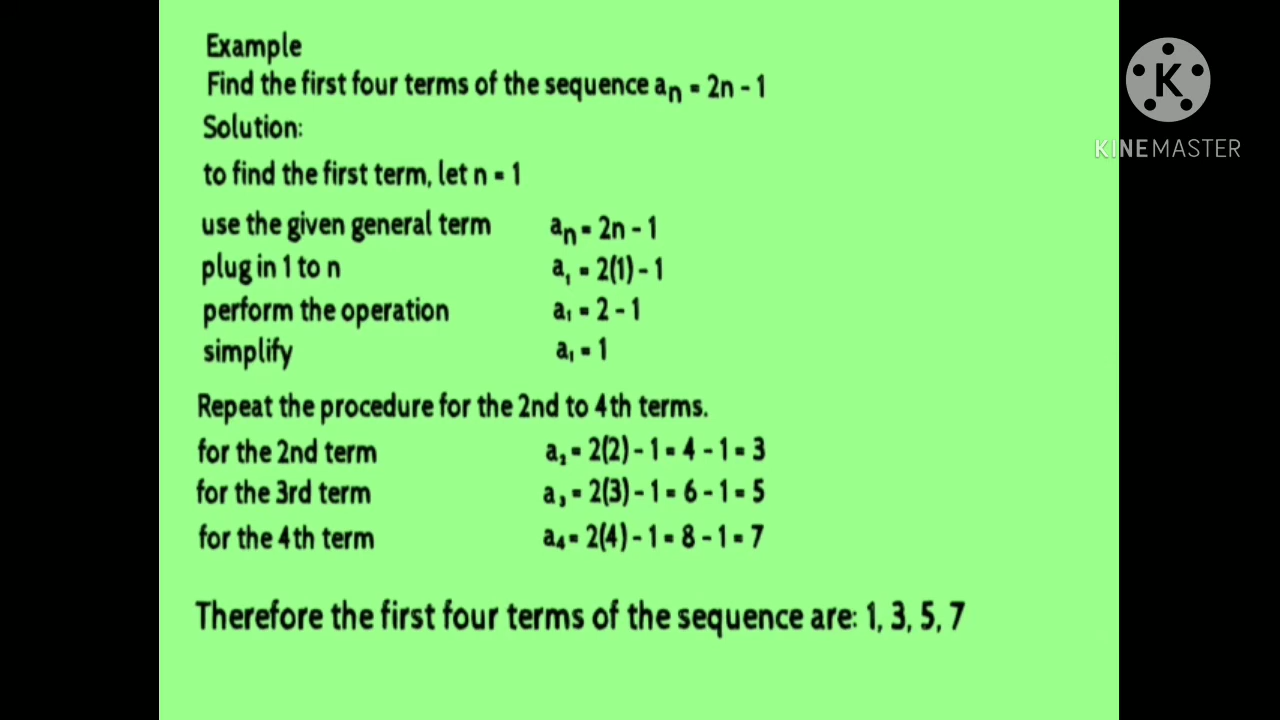 Example
Find the first four terms of the sequence aₙ = 2n - 1
Solution:
to find the first term, let n = 1
use the given general term aₙ = 2n - 1
plug in 1 to n a₁ = 2(1) - 1
perform the operation a₁ = 2 - 1
simplify a₁ = 1
Repeat the procedure for the 2nd to 4th terms.
for the 2nd term a₂ = 2(2) - 1 = 4 - 1 = 3
for the 3rd term a₃ = 2(3) - 1 = 6 - 1 = 5
for the 4th term a₄ = 2(4) - 1 = 8 - 1 = 7
Therefore the first four terms of the sequence are: 1, 3, 5, 7
K
KINEMASTER